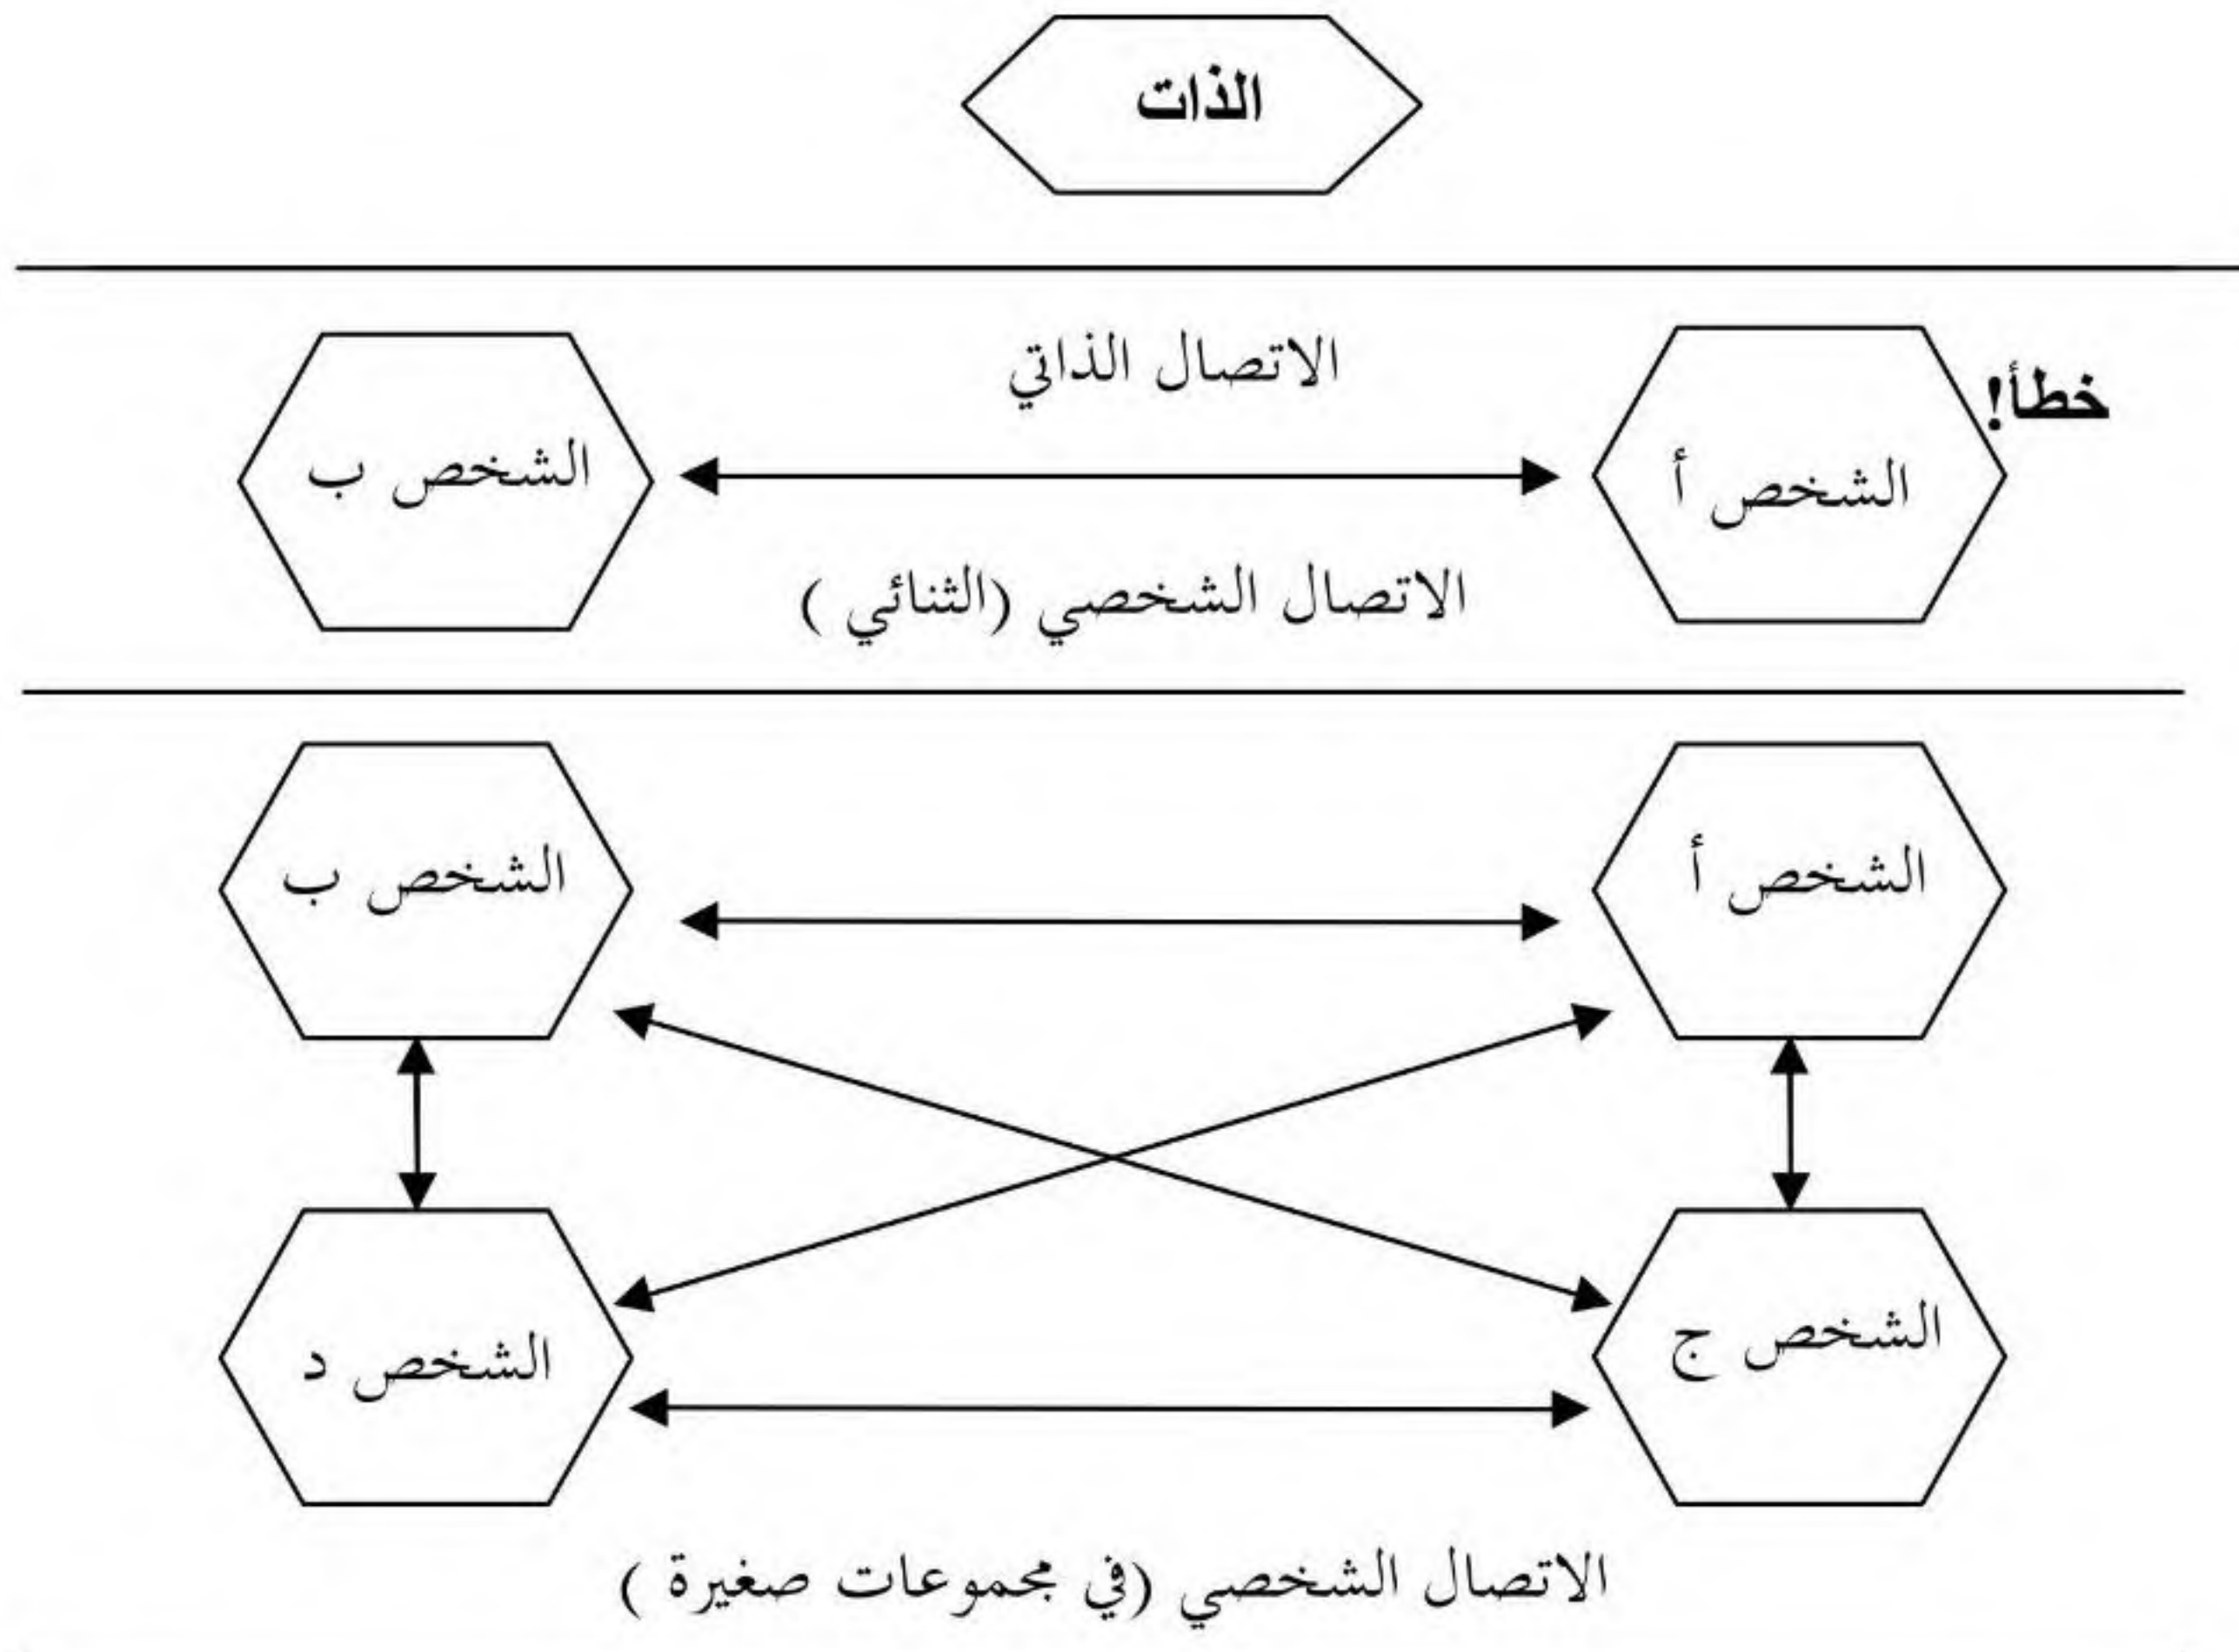 الذات
الاتصال الذاتي
خطأ!
الشخص أ
الشخص ب
الاتصال الشخصي (الثنائي )
الشخص أ
الشخص ب
الشخص ج
الشخص د
الاتصال الشخصي (في مجموعات صغيرة )